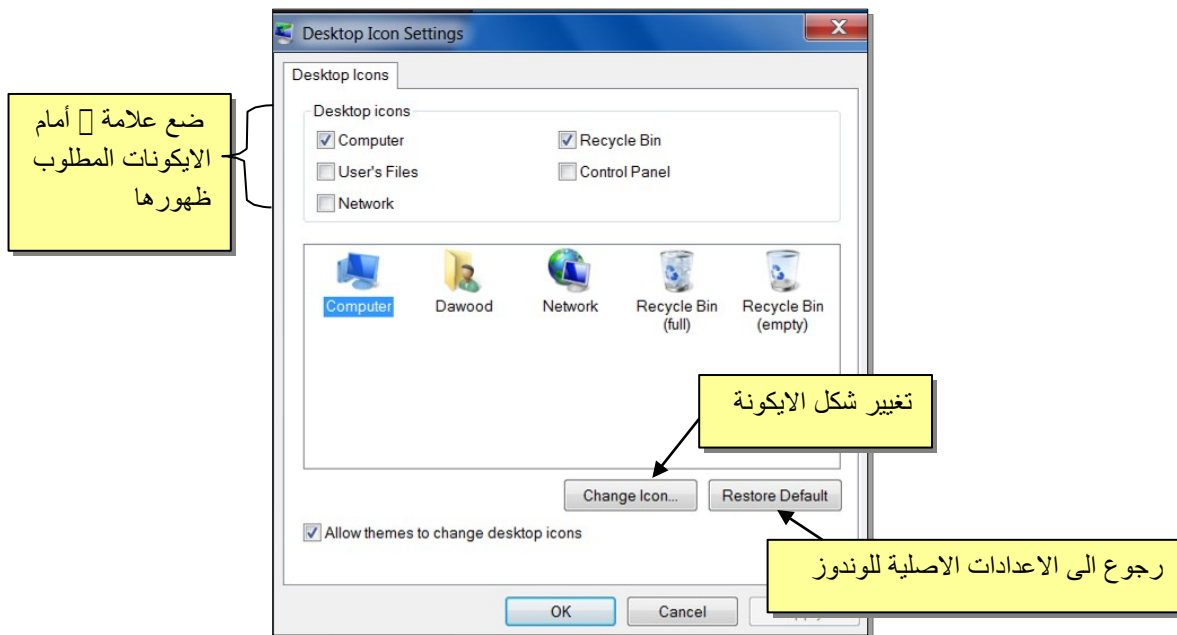 Desktop Icon Settings
Desktop Icons
Desktop icons
Computer
Recycle Bin
User's Files
Control Panel
Network
ضع علامة □ أمام
الايكونات المطلوب
ظهورها
Computer
Dawood
Network
Recycle Bin
(full)
Recycle Bin
(empty)
تغيير شكل الايكونة
Change Icon...
Restore Default
Allow themes to change desktop icons
رجوع الى الاعدادات الاصلية للوندوز
OK
Cancel